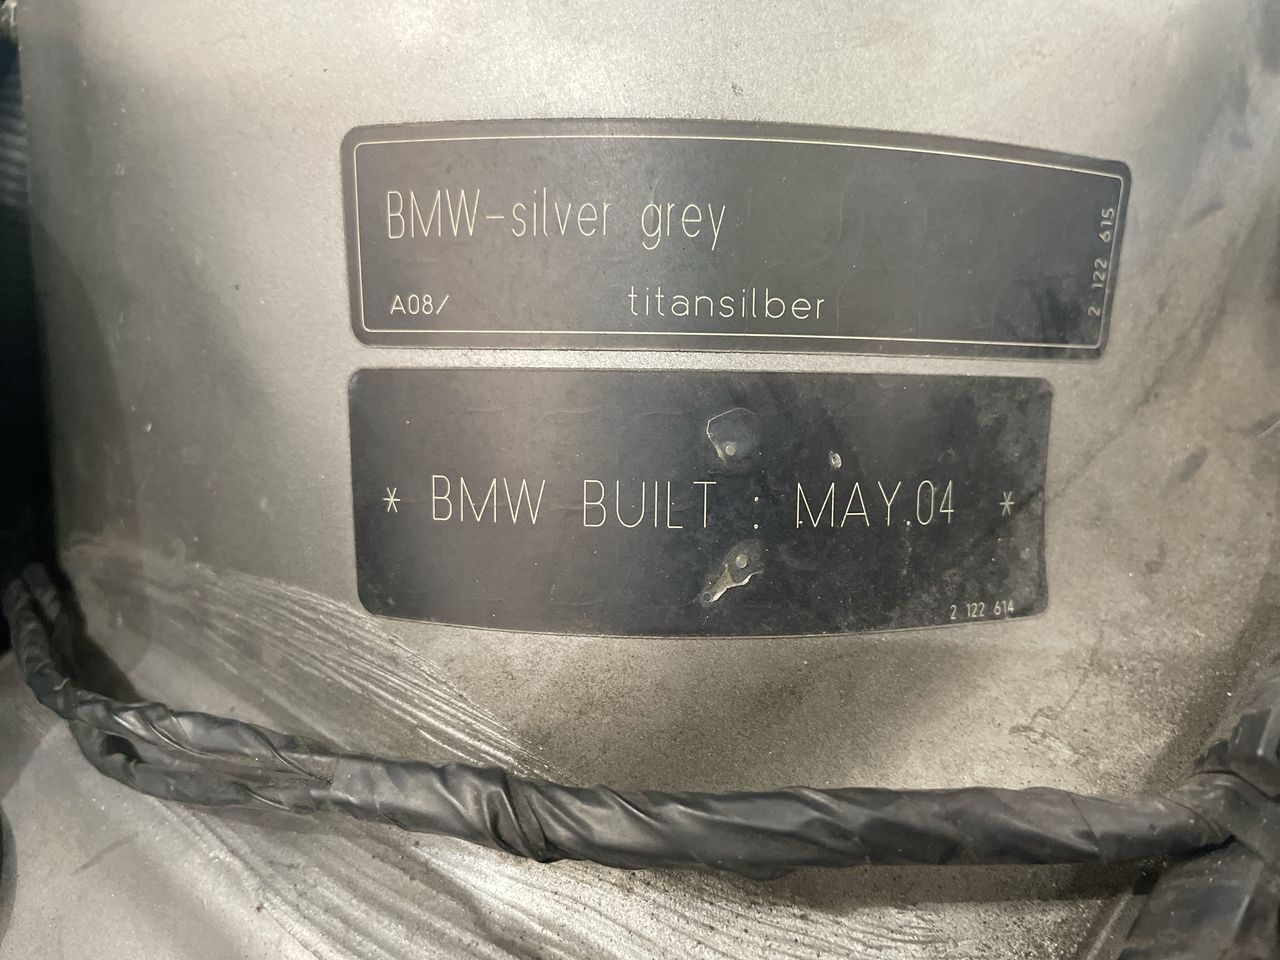 BMW-silver grey
A08/ titansilber
2 122 615
* BMW BUILT : MAY.04 *
2 122 614